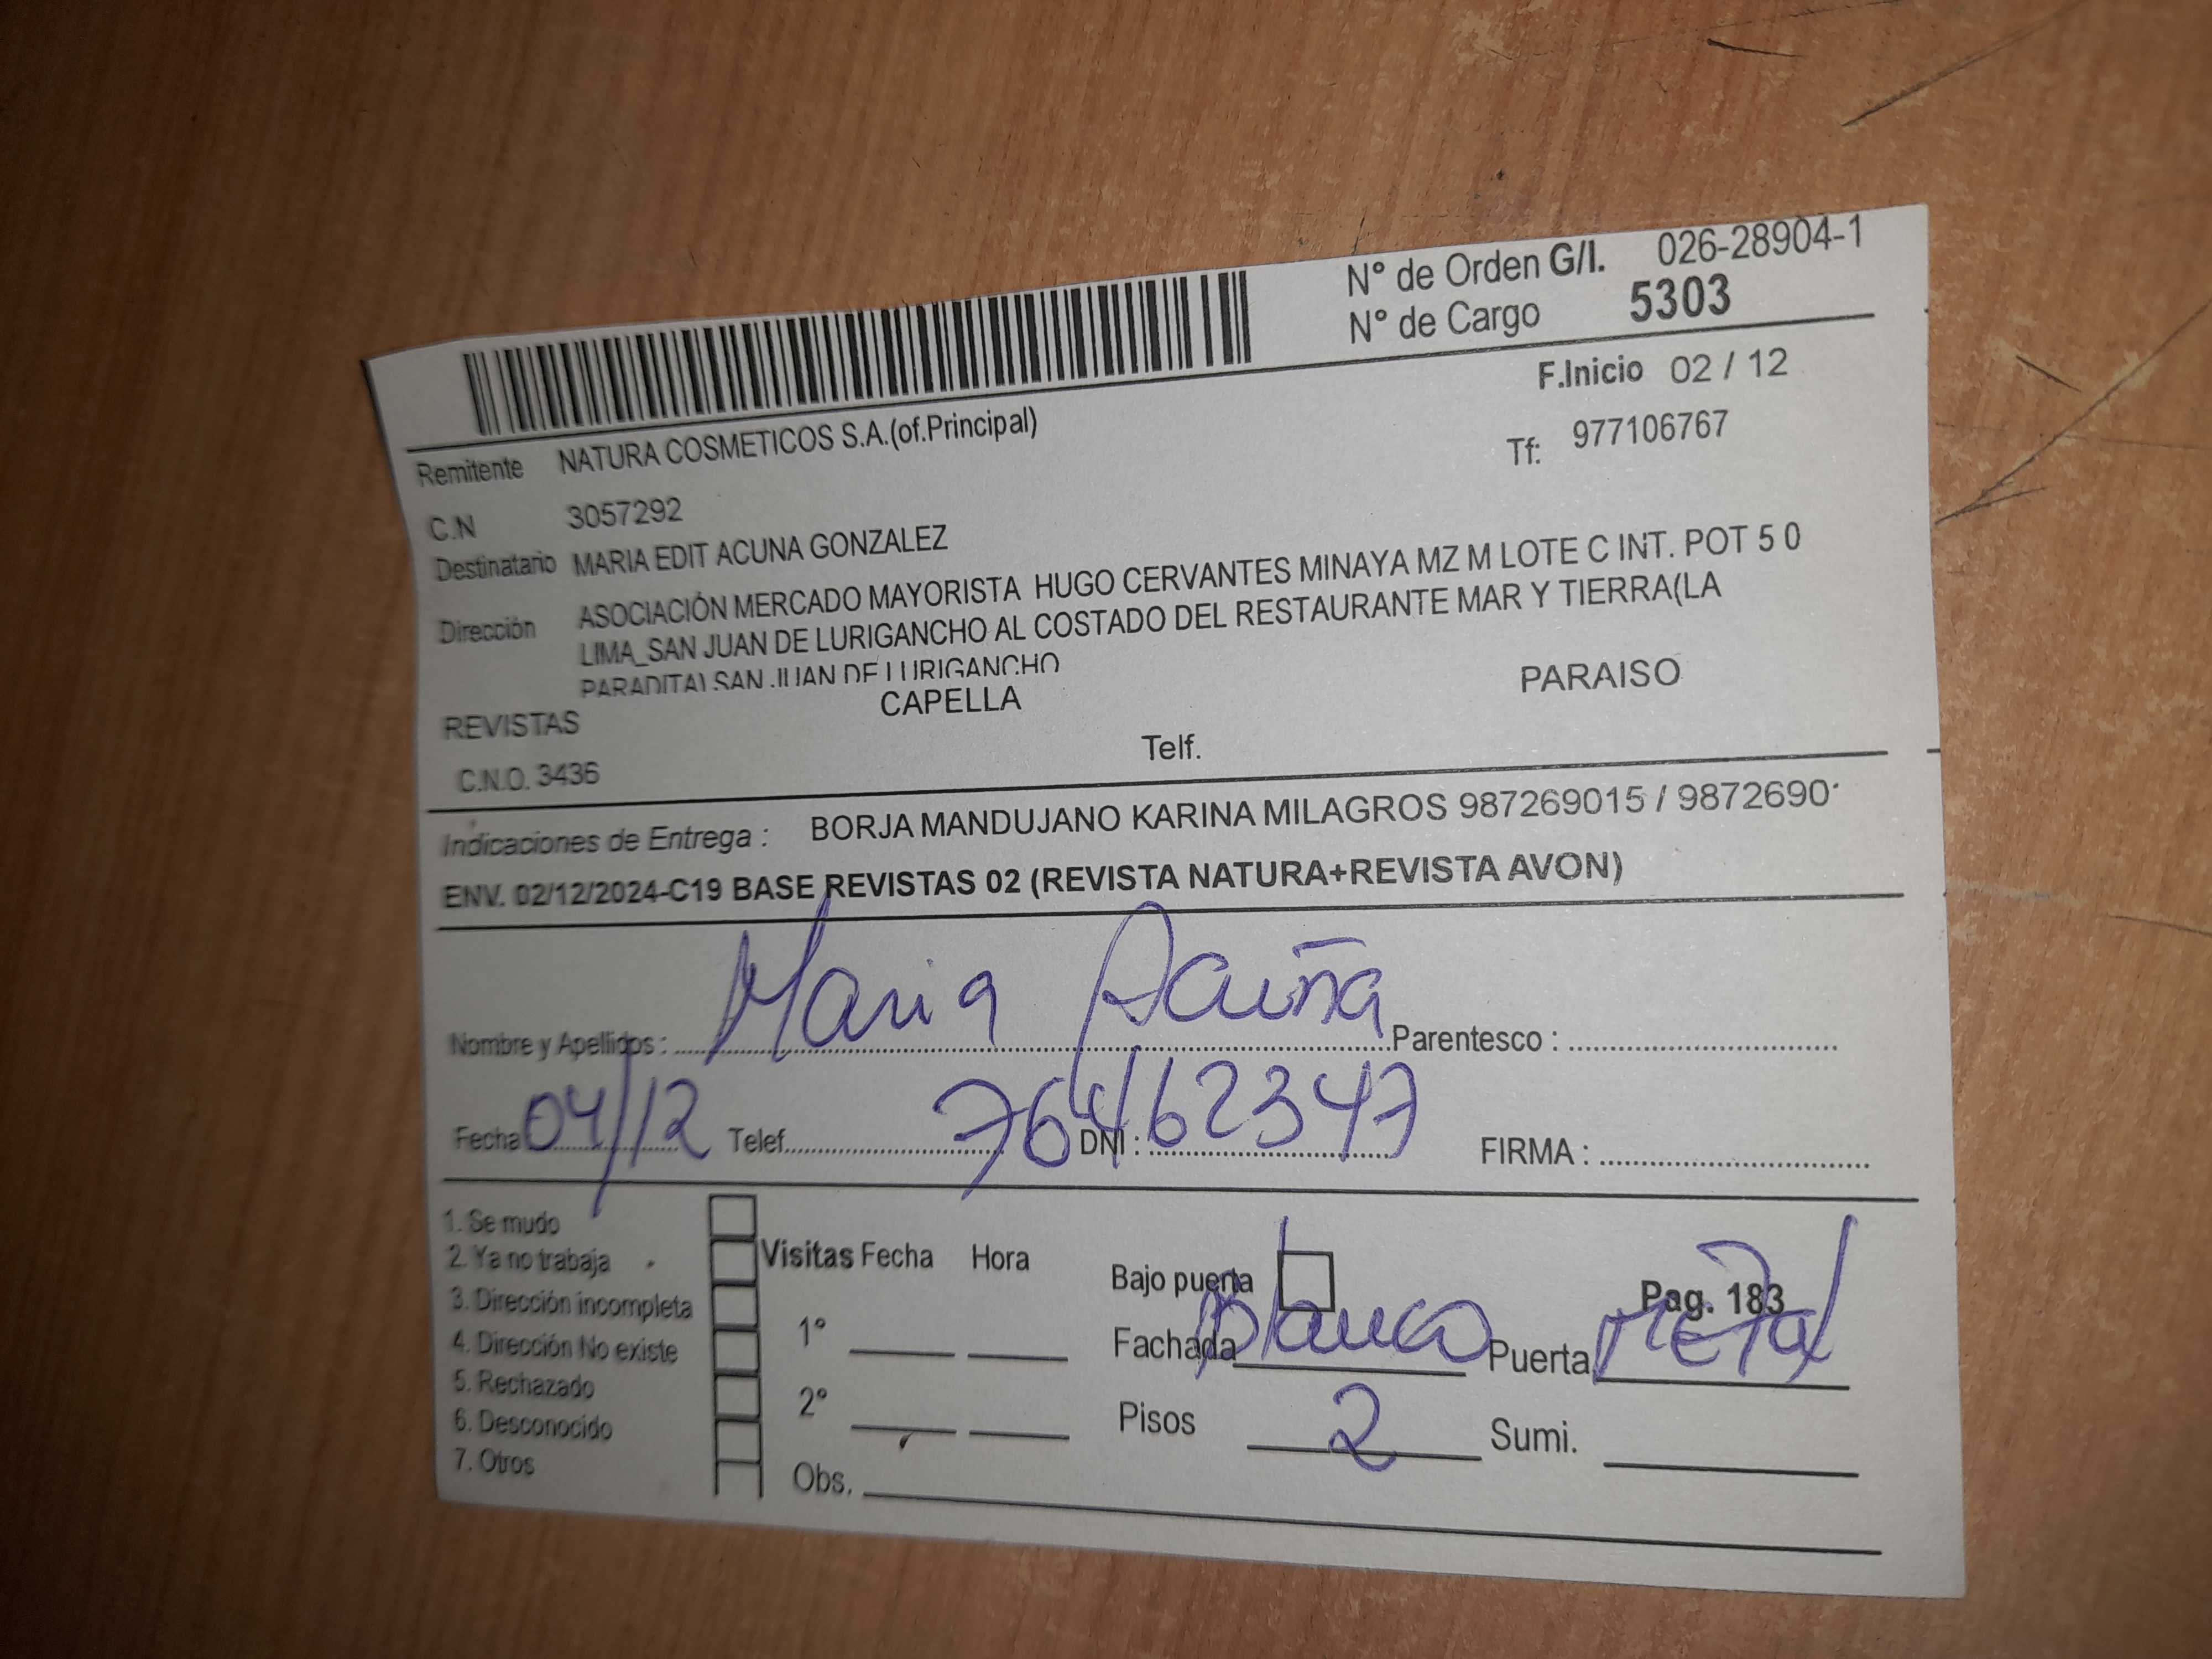 N° de Orden G/I. 026-28904-1
N° de Cargo 5303
F.Inicio 02 / 12
Remitente NATURA COSMETICOS S.A.(of.Principal)
Tf: 977106767
C.N 3057292
Destinatario MARIA EDIT ACUNA GONZALEZ
Dirección ASOCIACIÓN MERCADO MAYORISTA HUGO CERVANTES MINAYA MZ M LOTE C INT. POT 5 0
LIMA_SAN JUAN DE LURIGANCHO AL COSTADO DEL RESTAURANTE MAR Y TIERRA(LA
PARADITA) SAN JUAN DE LURIGANCHO
REVISTAS CAPELLA PARAISO
C.N.O. 3436 Telf.
Indicaciones de Entrega : BORJA MANDUJANO KARINA MILAGROS 987269015 / 98726901
ENV. 02/12/2024-C19 BASE REVISTAS 02 (REVISTA NATURA+REVISTA AVON)
Nombre y Apellidos : Maria Acuña Parentesco :
Fecha 04/12 Telef. DNI : 76462347 FIRMA :
1. Se mudo
2. Ya no trabaja Visitas Fecha Hora Bajo puerta Pag. 183
3. Dirección incompleta
4. Dirección No existe 1° Fachada Blanco Puerta Metal
5. Rechazado
6. Desconocido 2° Pisos 2 Sumi.
7. Otros Obs.